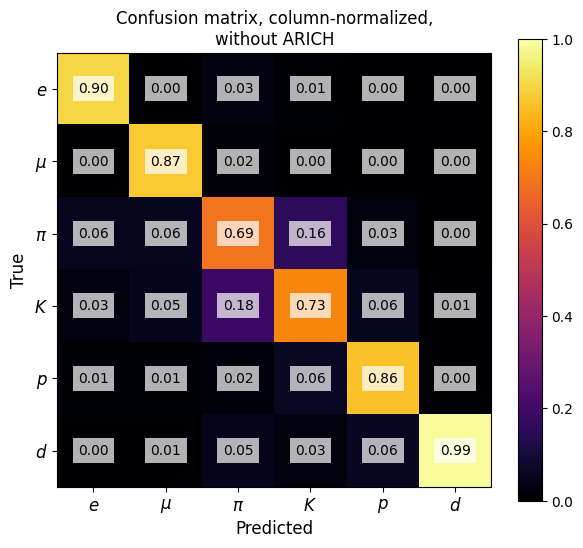 Confusion matrix, column-normalized,
without ARICH
True
e 0.90 0.00 0.03 0.01 0.00 0.00
μ 0.00 0.87 0.02 0.00 0.00 0.00
π 0.06 0.06 0.69 0.16 0.03 0.00
K 0.03 0.05 0.18 0.73 0.06 0.01
p 0.01 0.01 0.02 0.06 0.86 0.00
d 0.00 0.01 0.05 0.03 0.06 0.99
e μ π K p d
Predicted
1.0
0.8
0.6
0.4
0.2
0.0